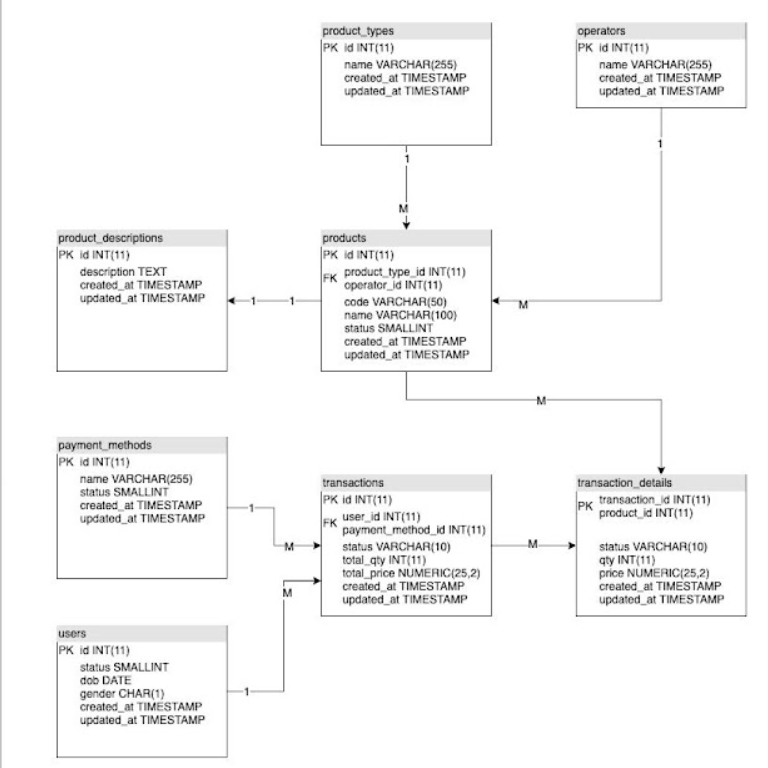 product_types
PK id INT(11)
name VARCHAR(255)
created_at TIMESTAMP
updated_at TIMESTAMP
operators
PK id INT(11)
name VARCHAR(255)
created_at TIMESTAMP
updated_at TIMESTAMP
1
1
M
product_descriptions
PK id INT(11)
description TEXT
created_at TIMESTAMP
updated_at TIMESTAMP
1
1
products
PK id INT(11)
FK product_type_id INT(11)
operator_id INT(11)
code VARCHAR(50)
name VARCHAR(100)
status SMALLINT
created_at TIMESTAMP
updated_at TIMESTAMP
M
M
payment_methods
PK id INT(11)
name VARCHAR(255)
status SMALLINT
created_at TIMESTAMP
updated_at TIMESTAMP
1
M
transactions
PK id INT(11)
FK user_id INT(11)
payment_method_id INT(11)
status VARCHAR(10)
total_qty INT(11)
total_price NUMERIC(25,2)
created_at TIMESTAMP
updated_at TIMESTAMP
M
transaction_details
PK transaction_id INT(11)
product_id INT(11)
status VARCHAR(10)
qty INT(11)
price NUMERIC(25,2)
created_at TIMESTAMP
updated_at TIMESTAMP
M
users
PK id INT(11)
status SMALLINT
dob DATE
gender CHAR(1)
created_at TIMESTAMP
updated_at TIMESTAMP
1